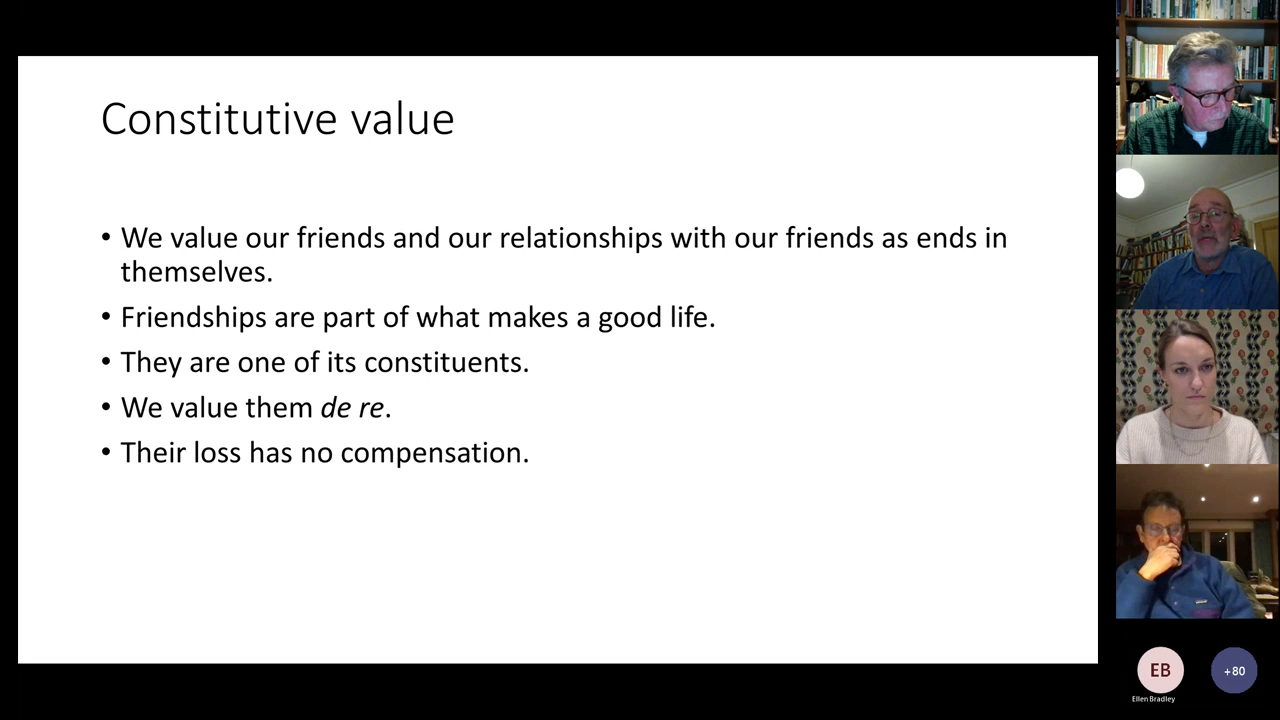 Constitutive value
• We value our friends and our relationships with our friends as ends in
themselves.
• Friendships are part of what makes a good life.
• They are one of its constituents.
• We value them de re.
• Their loss has no compensation.
EB
+80
Ellen Bradley